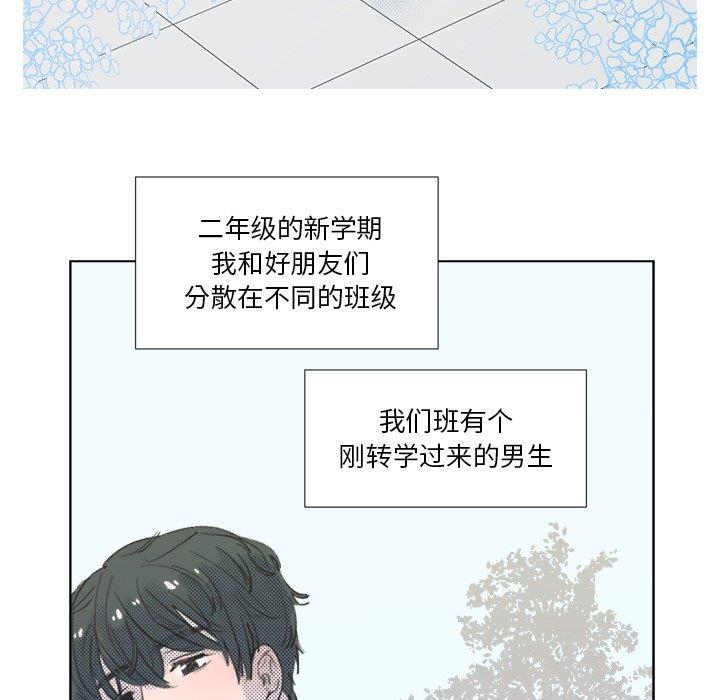 二年级的新学期
我和好朋友们
分散在不同的班级
我们班有个
刚转学过来的男生